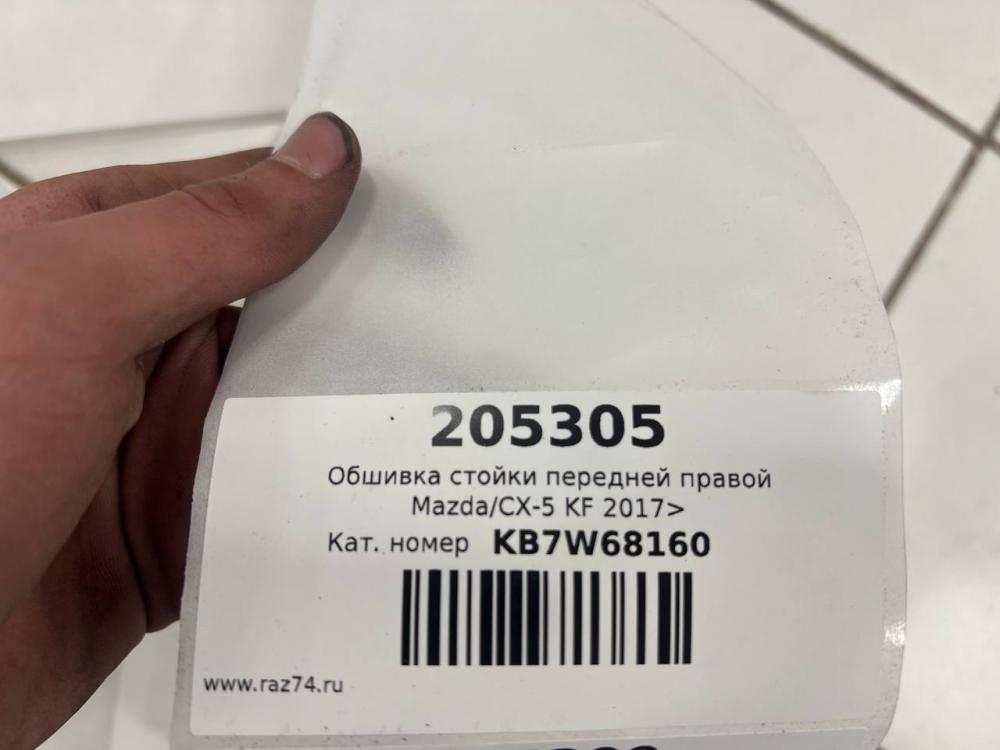 205305
Обшивка стойки передней правой
Mazda/CX-5 KF 2017>
Кат. номер KB7W68160
www.raz74.ru